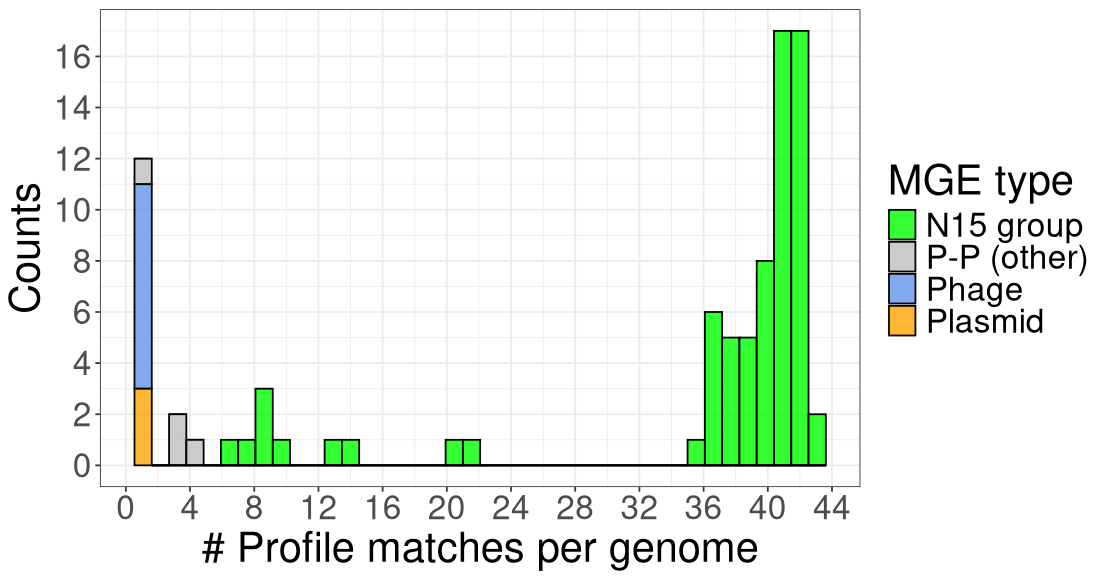 Counts
16
14
12
10
8
6
4
2
0
0 4 8 12 16 20 24 28 32 36 40 44
# Profile matches per genome
MGE type
N15 group
P-P (other)
Phage
Plasmid